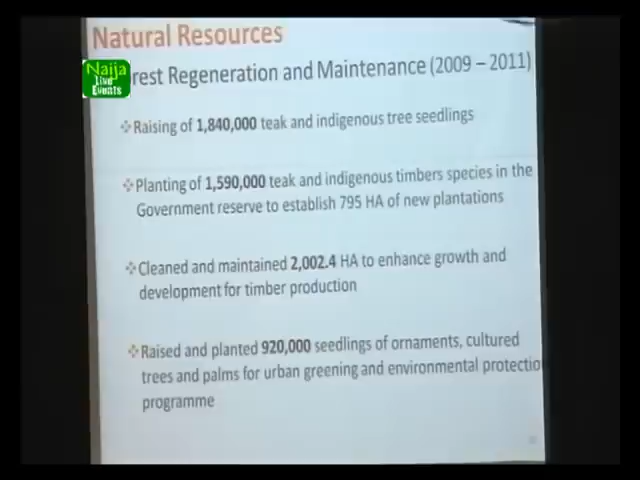 Natural Resources
Naija
Live
Events
rest Regeneration and Maintenance (2009 – 2011)
Raising of 1,840,000 teak and indigenous tree seedlings
Planting of 1,590,000 teak and indigenous timbers species in the
Government reserve to establish 795 HA of new plantations
Cleaned and maintained 2,002.4 HA to enhance growth and
development for timber production
Raised and planted 920,000 seedlings of ornaments, cultured
trees and palms for urban greening and environmental protectio
programme